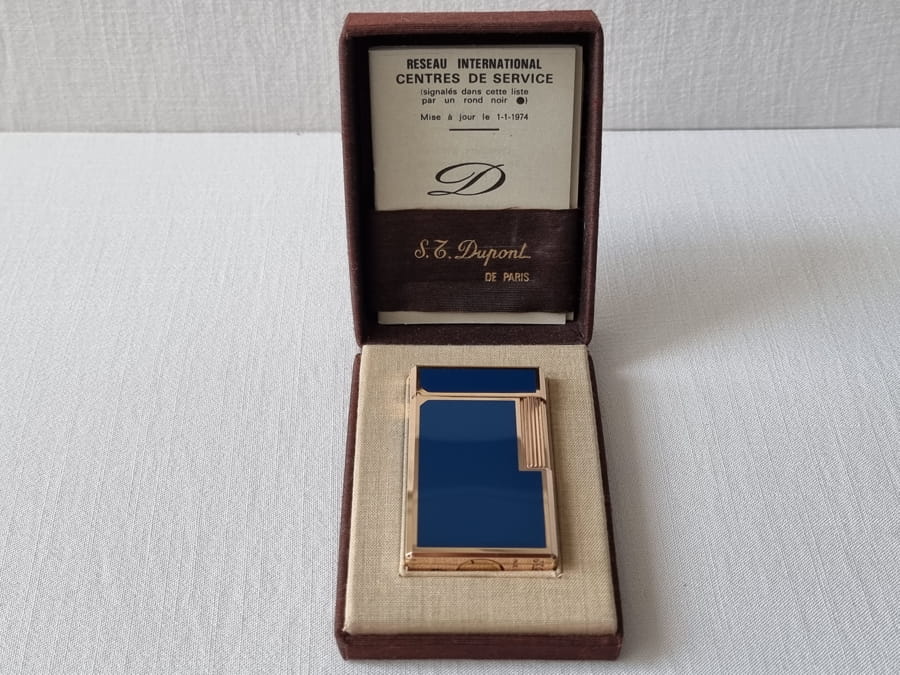 RESEAU INTERNATIONAL
CENTRES DE SERVICE
(signalés dans cette liste
par un rond noir ●)
Mise à jour le 1-1-1974
D
S.T. Dupont
DE PARIS